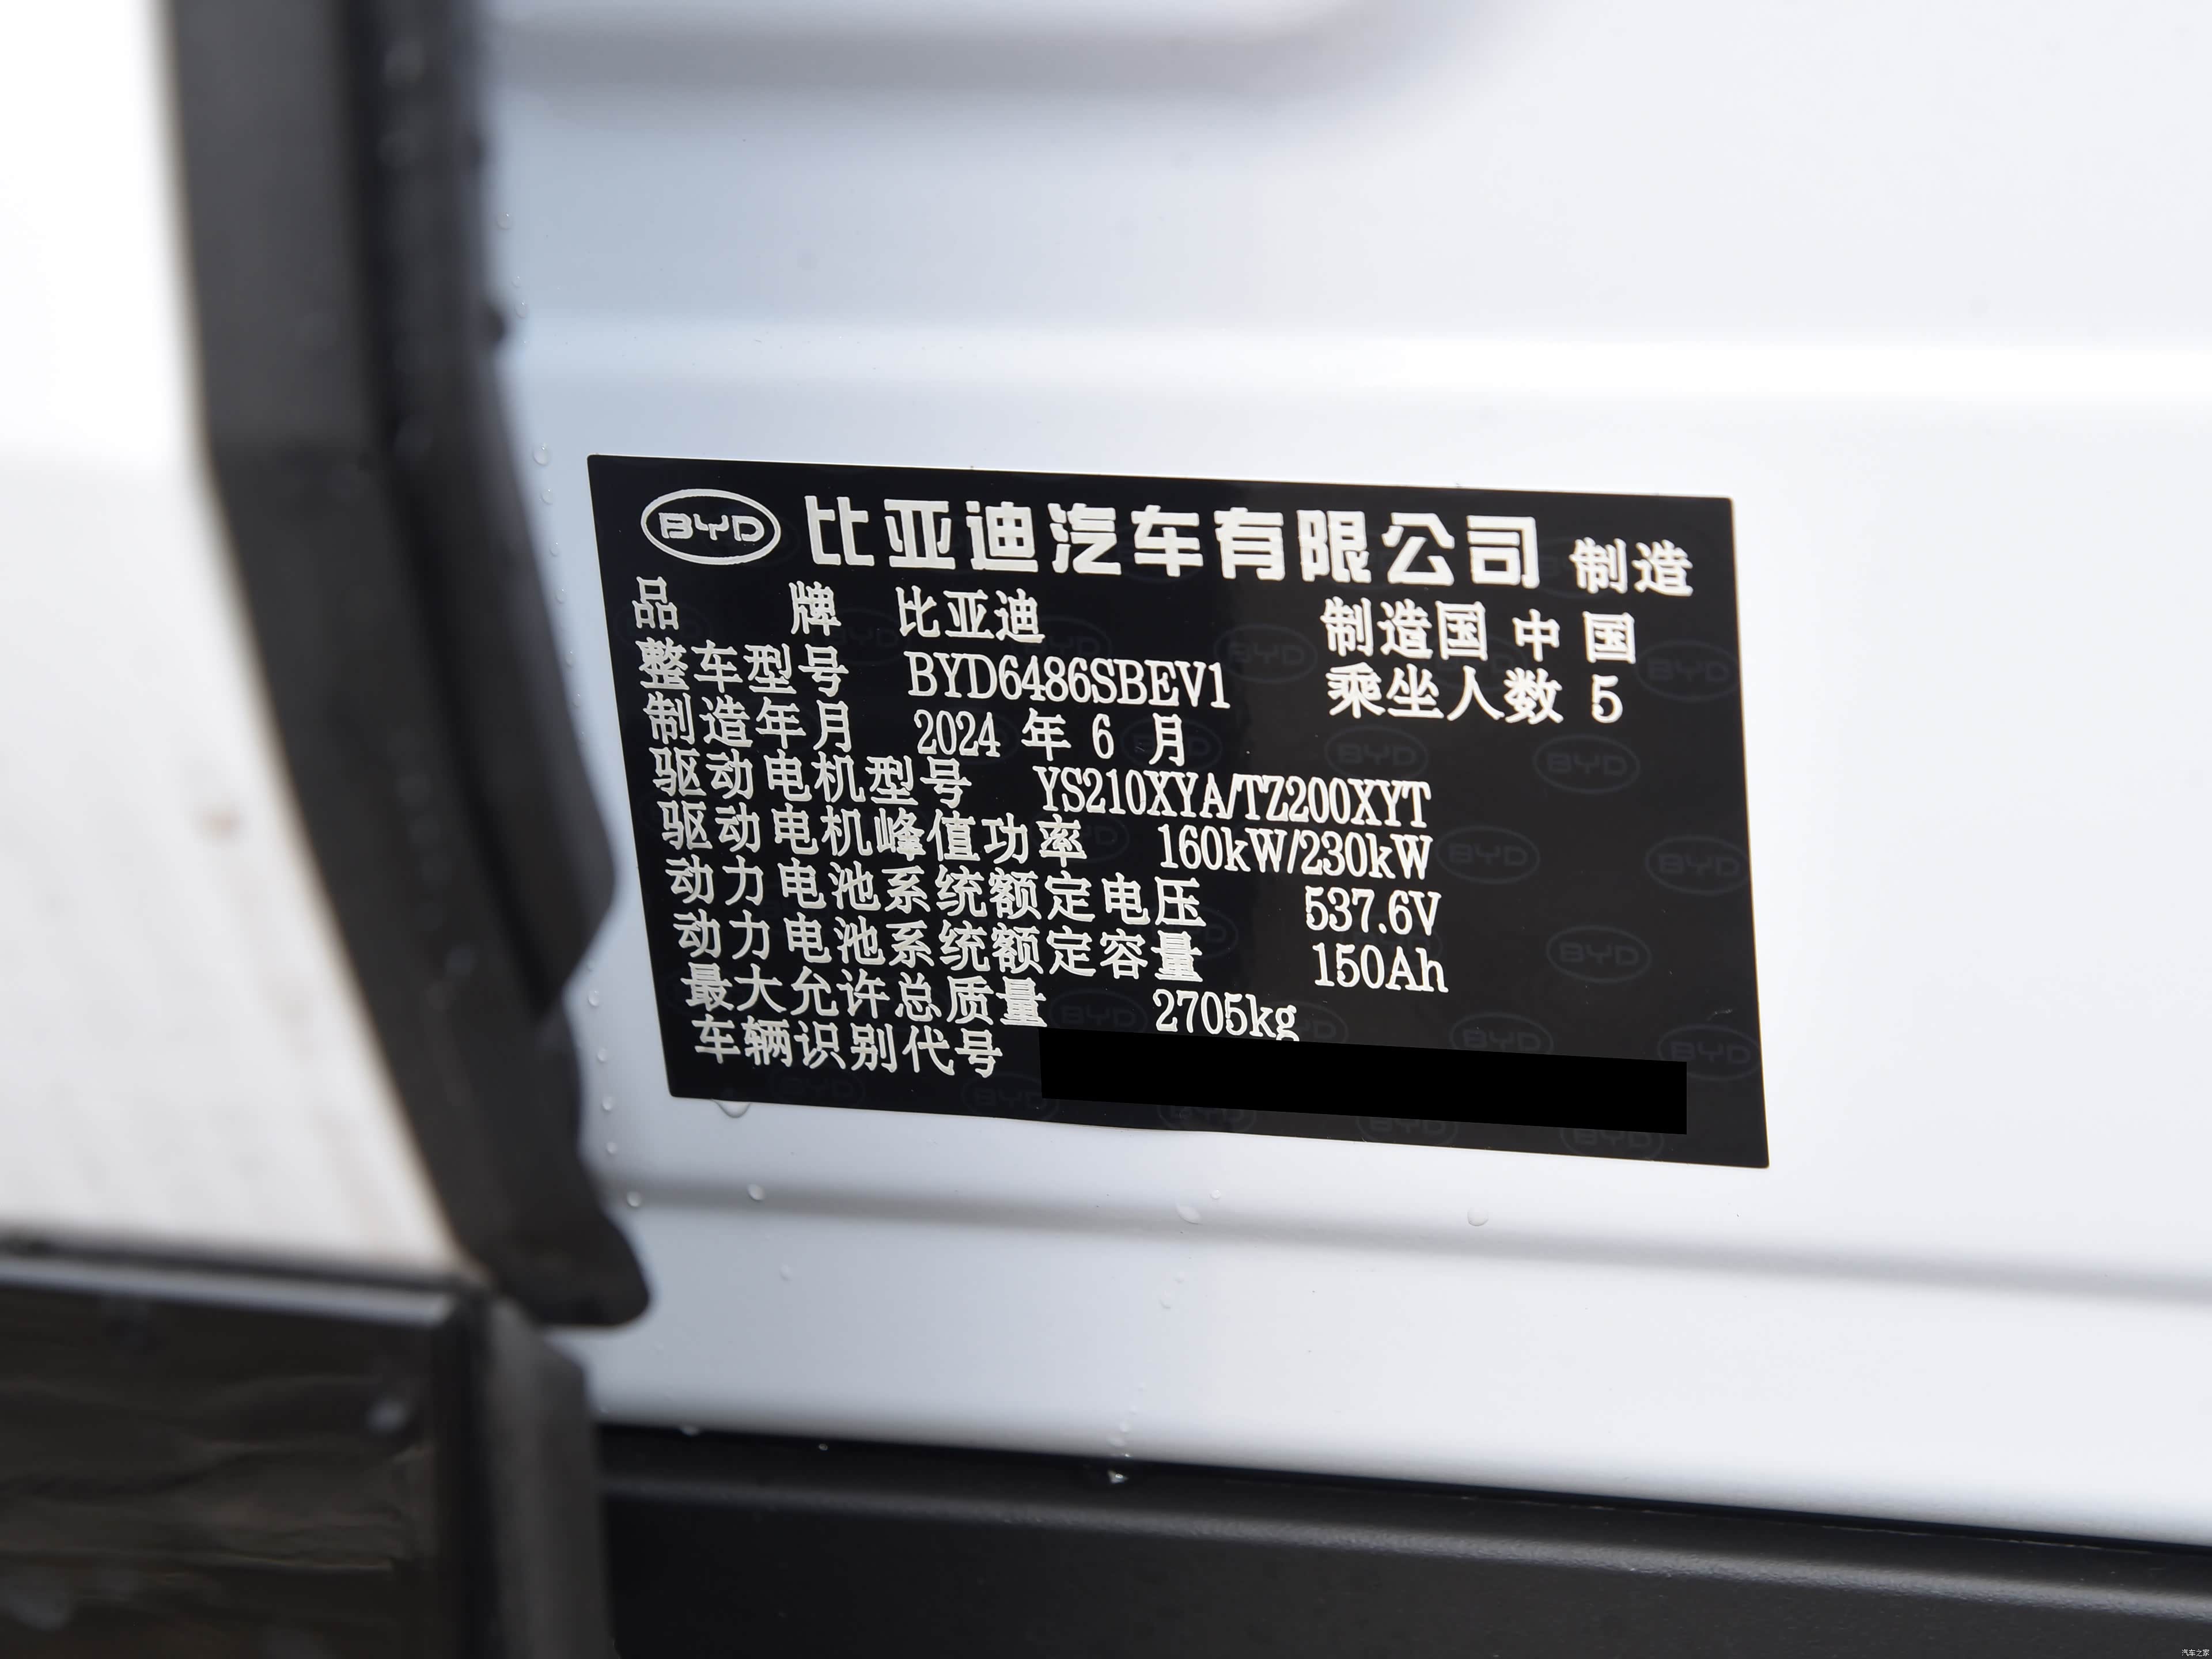 BYD 比亚迪汽车有限公司 制造
品 牌 比亚迪 制造国 中国
整车型号 BYD6486SBEV1 乘坐人数 5
制造年月 2024 年 6 月
驱动电机型号 YS210XYA/TZ200XYT
驱动电机峰值功率 160kW/230kW
动力电池系统额定电压 537.6V
动力电池系统额定容量 150Ah
最大允许总质量 2705kg
车辆识别代号
汽车之家